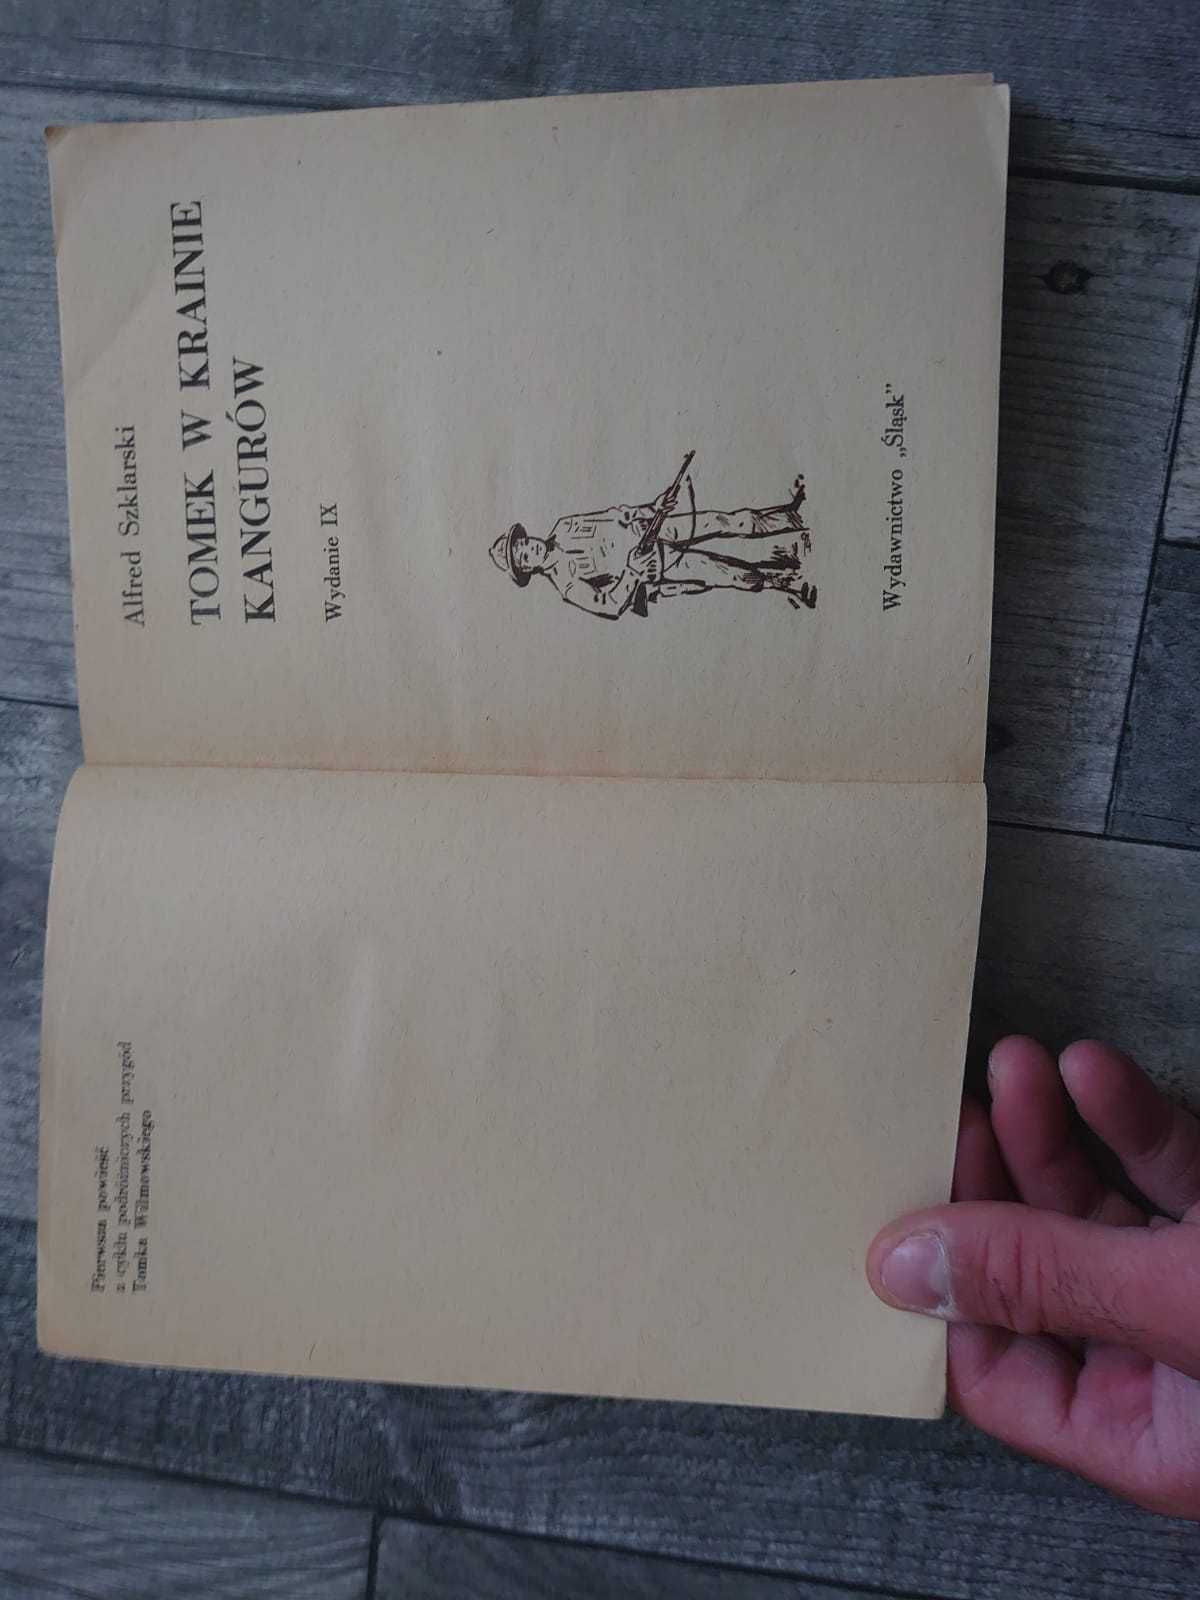 Pierwsza powieść
z cyklu podróżniczych przygód
Tomka Wilmowskiego
Alfred Szklarski
TOMEK W KRAINIE
KANGURÓW
Wydanie IX
Wydawnictwo „Śląsk”